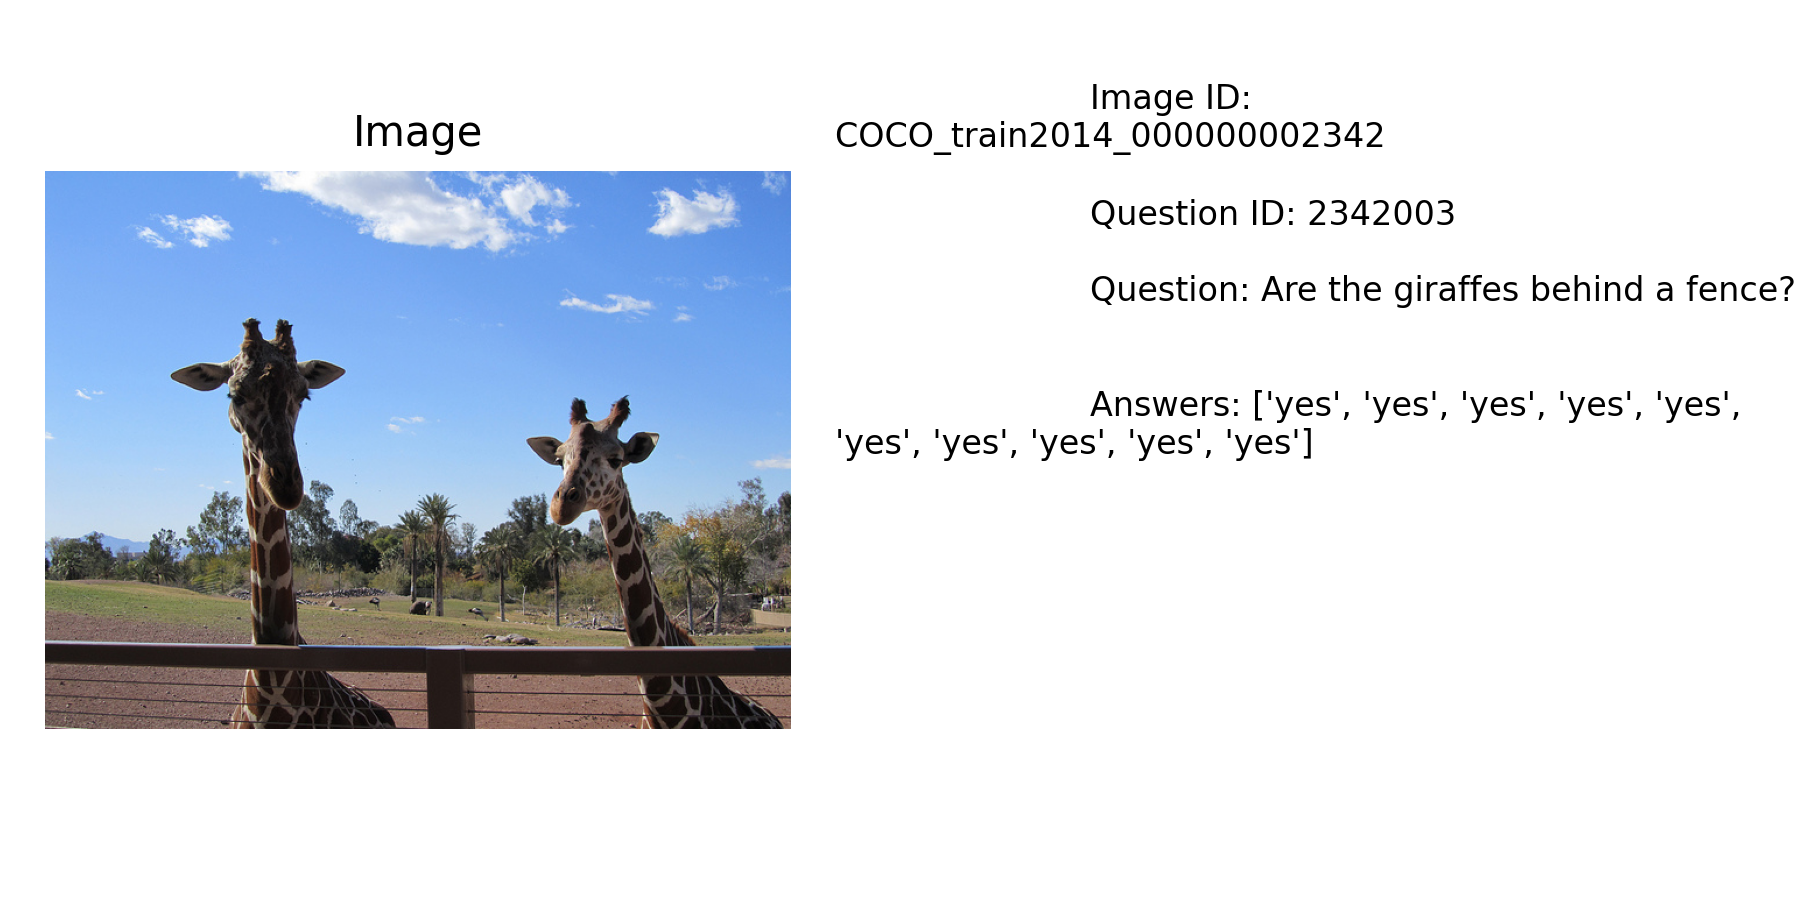 Image
Image ID:
COCO_train2014_000000002342
Question ID: 2342003
Question: Are the giraffes behind a fence?
Answers: ['yes', 'yes', 'yes', 'yes', 'yes',
'yes', 'yes', 'yes', 'yes', 'yes']